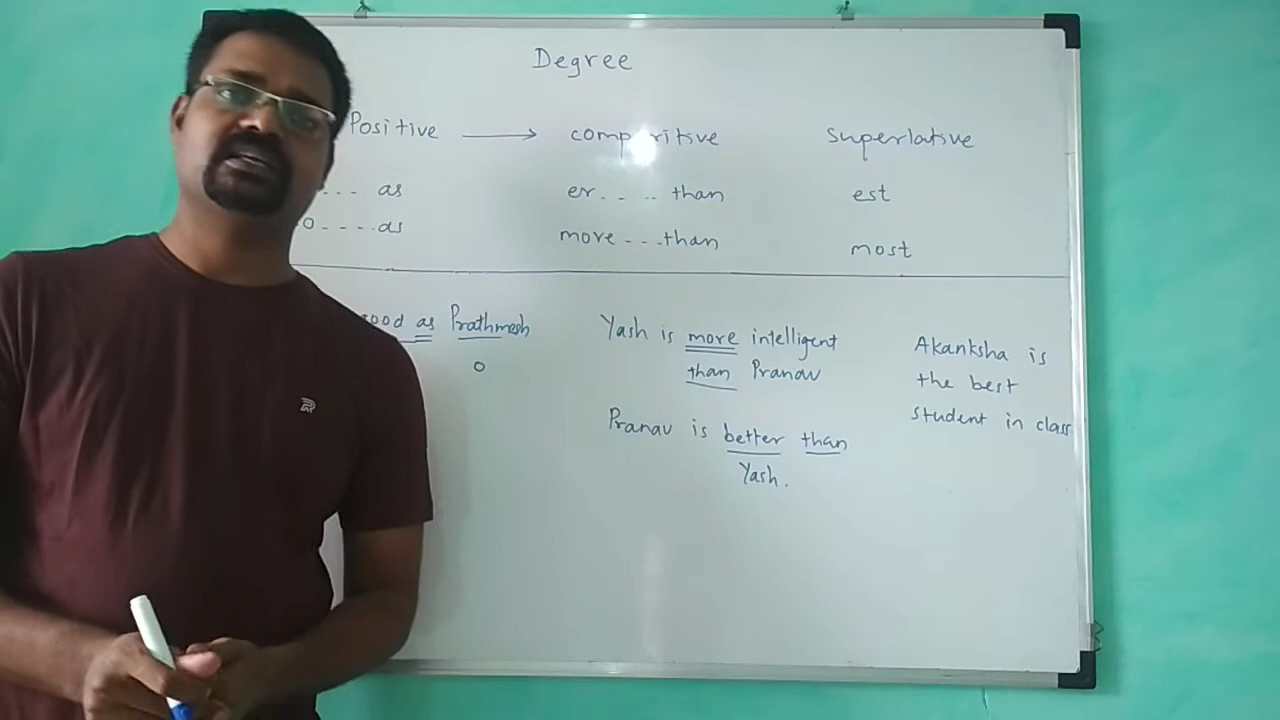 Degree
Positive → comparitive superlative
. . . as er. . . . than est
o . . . . as more . . . than most
good as Prathmesh
o
Yash is more intelligent
than Pranav
Pranav is better than
Yash.
Akanksha is
the best
student in class